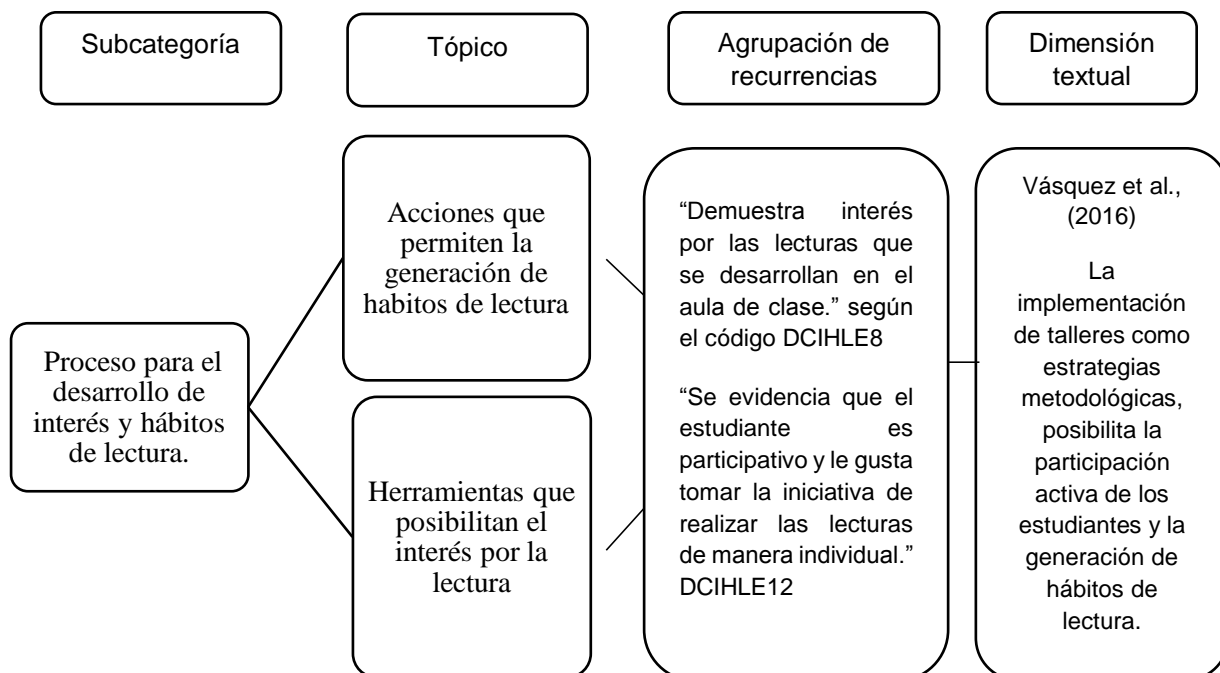 Subcategoría
Tópico
Agrupación de
recurrencias
Dimensión
textual
Proceso para el
desarrollo de
interés y hábitos
de lectura.
Acciones que
permiten la
generación de
habitos de lectura
Herramientas que
posibilitan el
interés por la
lectura
“Demuestra interés
por las lecturas que
se desarrollan en el
aula de clase.” según
el código DCIHLE8
“Se evidencia que el
estudiante es
participativo y le gusta
tomar la iniciativa de
realizar las lecturas
de manera individual.”
DCIHLE12
Vásquez et al.,
(2016)
La
implementación
de talleres como
estrategias
metodológicas,
posibilita la
participación
activa de los
estudiantes y la
generación de
hábitos de
lectura.